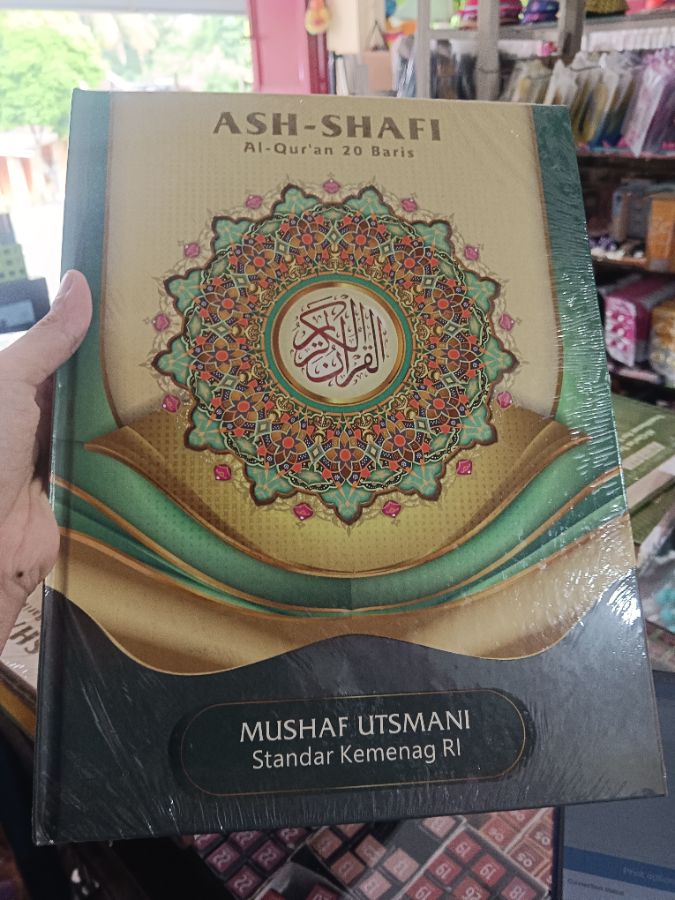 ASH-SHAFI
Al-Qur'an 20 Baris
القرآن الكريم
MUSHAF UTSMANI
Standar Kemenag RI